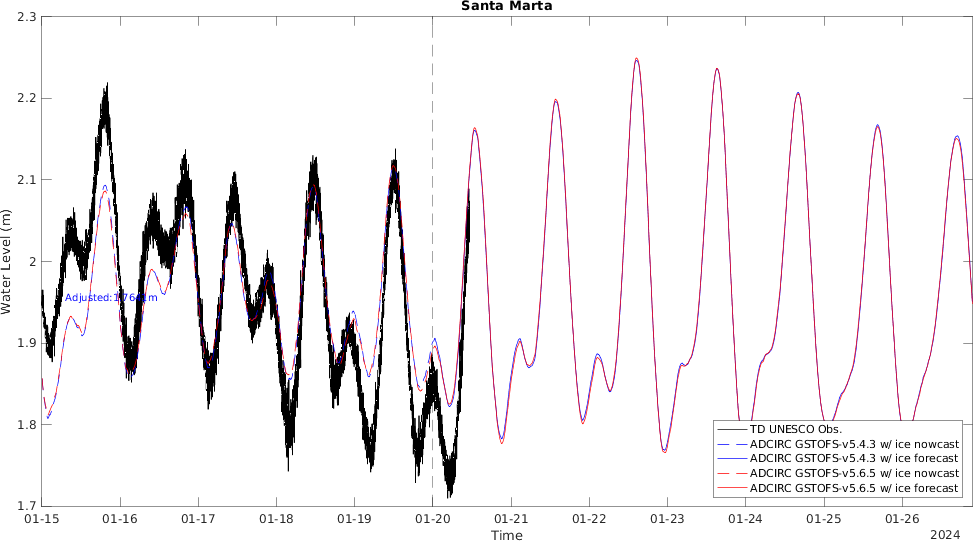 Santa Marta
2.3
2.2
2.1
2
1.9
1.8
1.7
Water Level (m)
TD UNESCO Obs.
ADCIRC GSTOFS-v5.4.3 w/ ice nowcast
ADCIRC GSTOFS-v5.4.3 w/ ice forecast
ADCIRC GSTOFS-v5.6.5 w/ ice nowcast
ADCIRC GSTOFS-v5.6.5 w/ ice forecast
01-15 01-16 01-17 01-18 01-19 01-20 01-21 01-22 01-23 01-24 01-25 01-26
Time
2024